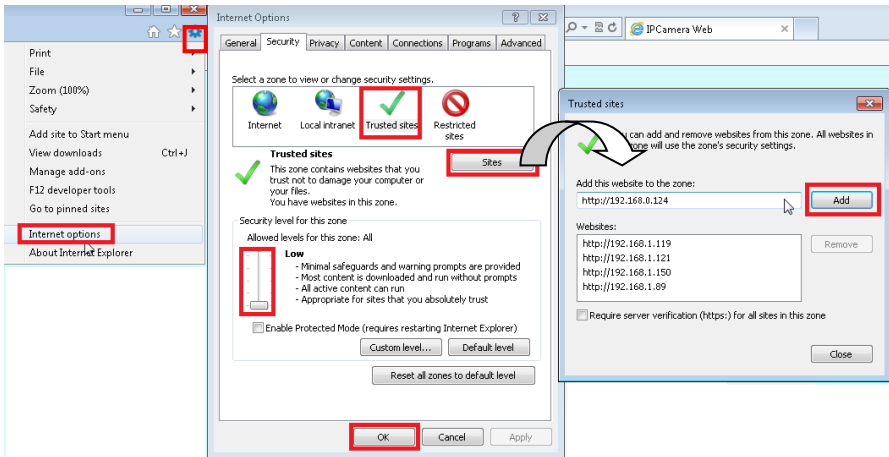 Print
File
Zoom (100%)
Safety
Add site to Start menu
View downloads Ctrl+J
Manage add-ons
F12 developer tools
Go to pinned sites
Internet options
About Internet Explorer
Internet Options
General Security Privacy Content Connections Programs Advanced
Select a zone to view or change security settings.
Internet Local intranet Trusted sites Restricted
sites
Trusted sites
Sites
This zone contains websites that you
trust not to damage your computer or
your files.
You have websites in this zone.
Security level for this zone
Allowed levels for this zone: All
Low
- Minimal safeguards and warning prompts are provided
- Most content is downloaded and run without prompts
- All active content can run
- Appropriate for sites that you absolutely trust
Enable Protected Mode (requires restarting Internet Explorer)
Custom level... Default level
Reset all zones to default level
OK Cancel Apply
IPCamera Web
Trusted sites
can add and remove websites from this zone. All websites in
zone will use the zone's security settings.
Add this website to the zone:
http://192.168.0.124 Add
Websites:
http://192.168.1.119 Remove
http://192.168.1.121
http://192.168.1.150
http://192.168.1.89
Require server verification (https:) for all sites in this zone
Close